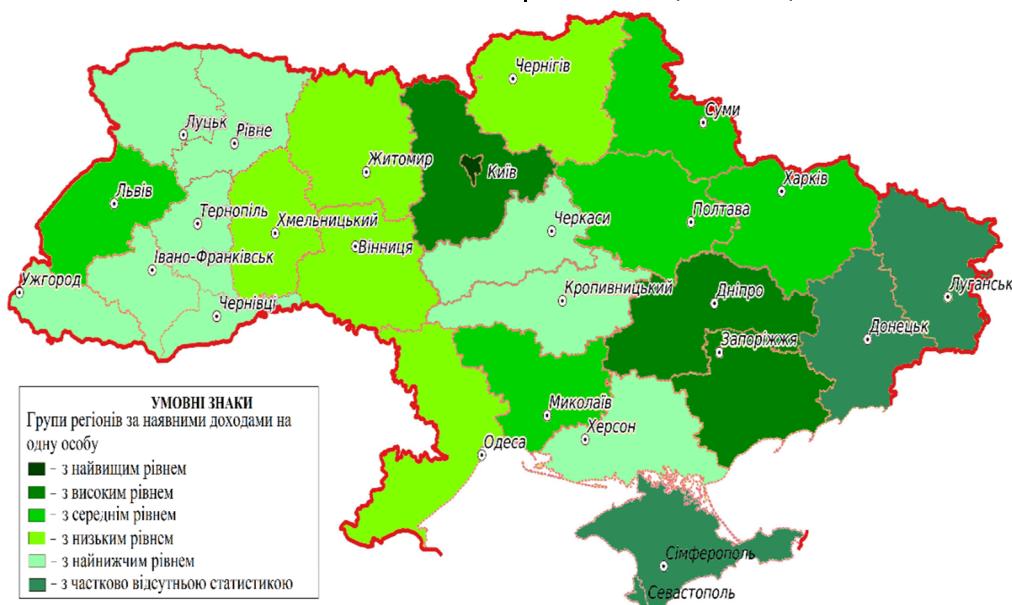 Чернігів
Суми
Луцьк
Рівне
Житомир
Київ
Харків
Львів
Тернопіль
Хмельницький
Черкаси
Полтава
Вінниця
Івано-Франківськ
Ужгород
Кропивницький
Дніпро
Луганськ
Чернівці
Донецьк
Запоріжжя
Миколаїв
Херсон
Одеса
Сімферополь
Севастополь
УМОВНІ ЗНАКИ
Групи регіонів за наявними доходами на
одну особу
– з найвищим рівнем
– з високим рівнем
– з середнім рівнем
– з низьким рівнем
– з найнижчим рівнем
– з частково відсутньою статистикою